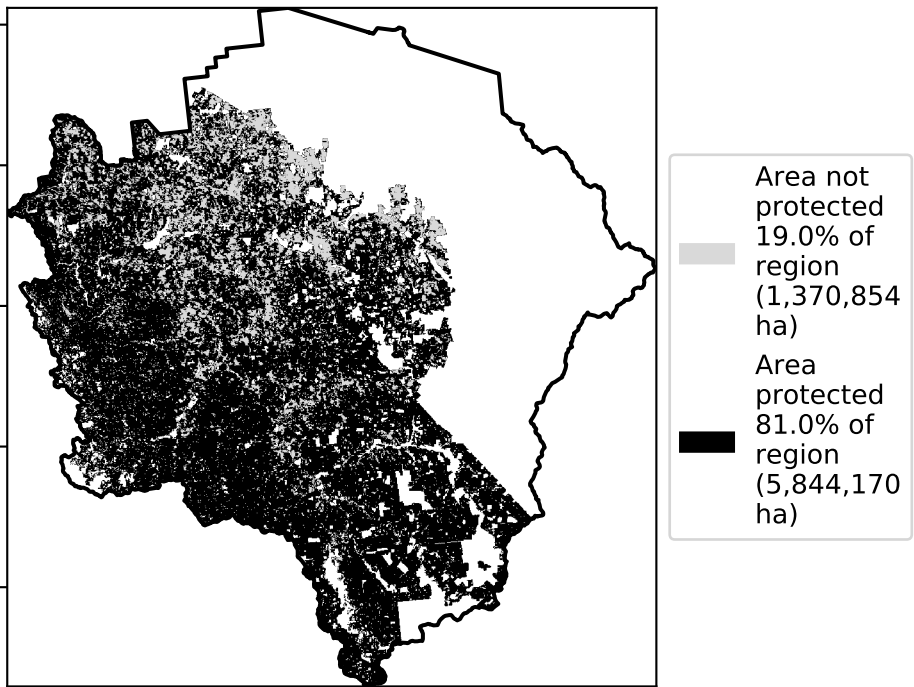 Area not
protected
19.0% of
region
(1,370,854
ha)
Area
protected
81.0% of
region
(5,844,170
ha)